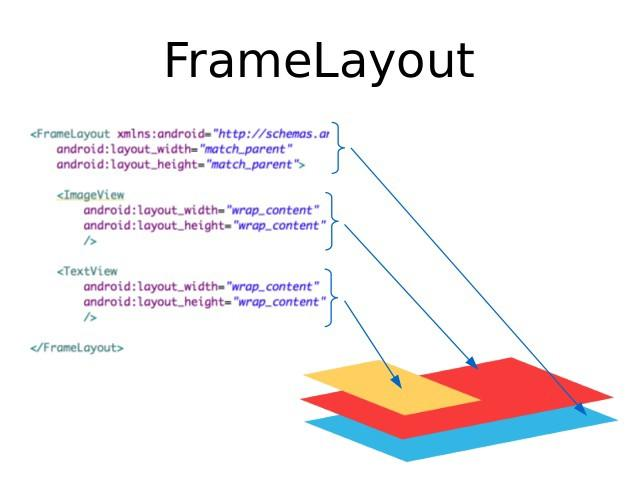 FrameLayout
<FrameLayout xmlns:android="http://schemas.ar
android:layout_width="match_parent"
android:layout_height="match_parent">
<ImageView
android:layout_width="wrap_content"
android:layout_height="wrap_content"
/>
<TextView
android:layout_width="wrap_content"
android:layout_height="wrap_content"
/>
</FrameLayout>